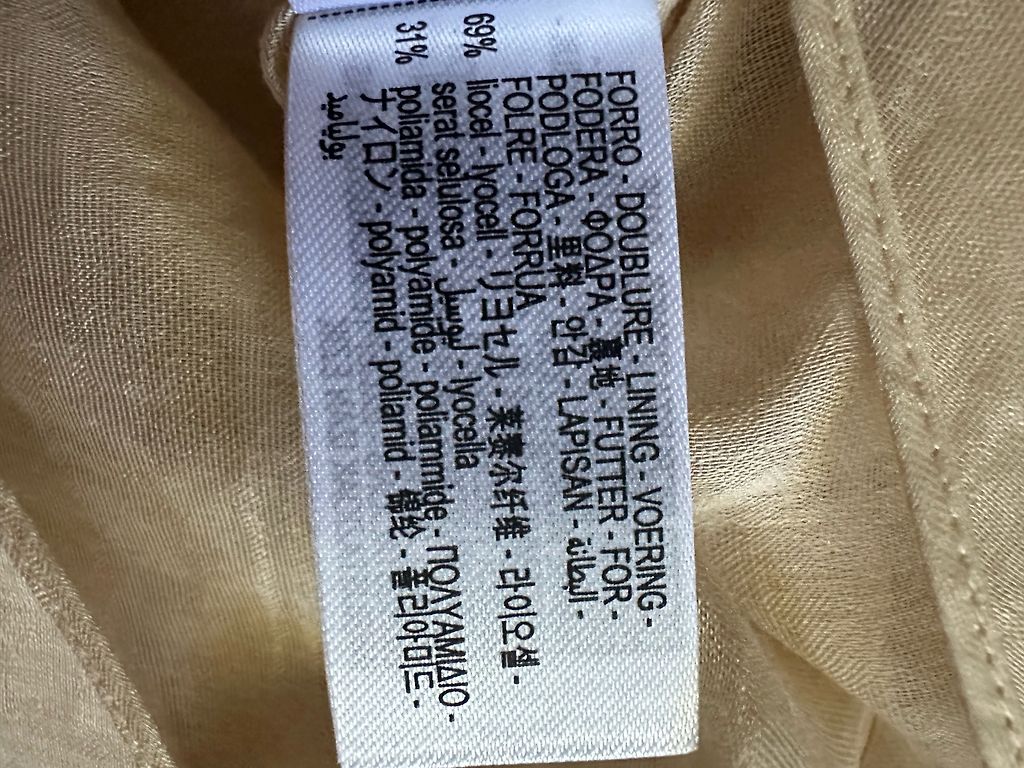 FORRO - DOUBLURE - LINING - VOERING -
FODERA - ΦΟΔΡΑ - 裏地 - FUTTER - FOR -
PODLOGA - 里料 - 안감 - LAPISAN - البطانة -
FOLRE - FORRUA
69% liocel - lyocell - リヨセル - 莱赛尔纤维 - 라이오셀 -
serat selulosa - ليوسيل - lyocella
31% poliamida - polyamide - poliammide - ΠΟΛΥΑΜΙΔΙΟ -
ナイロン - polyamid - poliamid - 锦纶 - 폴리아미드 -
بولياميد